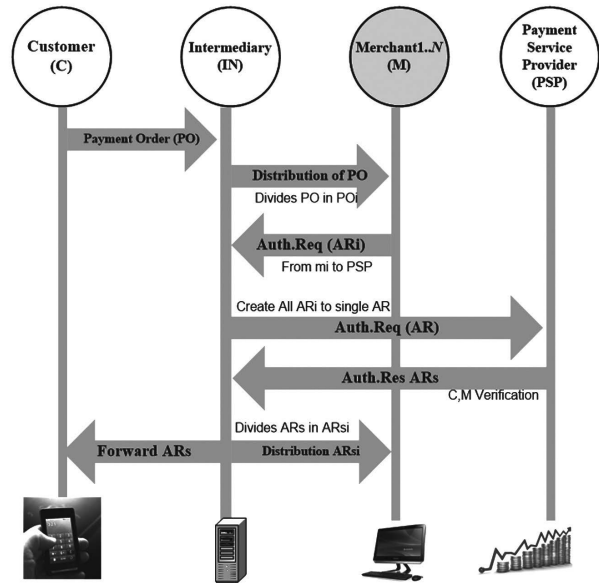 Customer
(C)
Intermediary
(IN)
Merchant1..N
(M)
Payment
Service
Provider
(PSP)
Payment Order (PO)
Distribution of PO
Divides PO in POi
Auth.Req (ARi)
From mi to PSP
Create All ARi to single AR
Auth.Req (AR)
Auth.Res ARs
C,M Verification
Divides ARs in ARsi
Forward ARs
Distribution ARsi